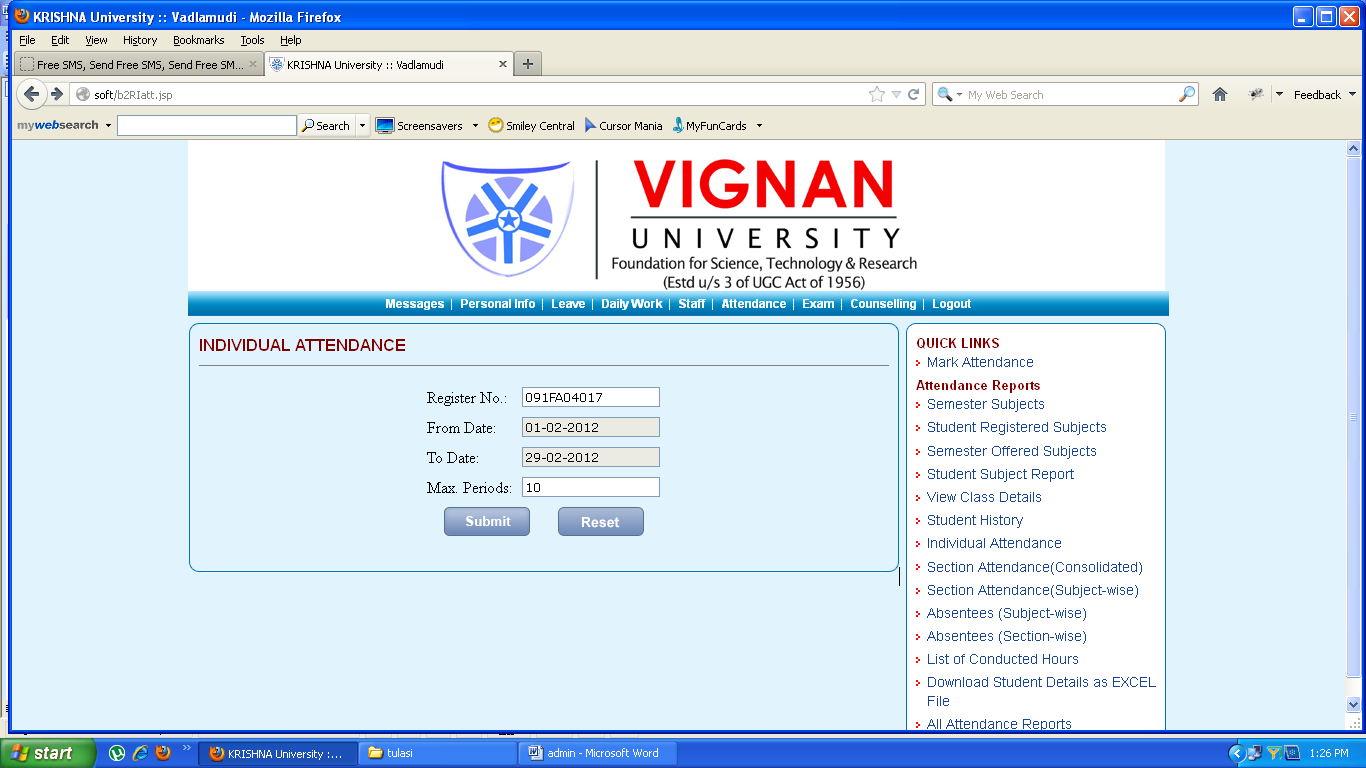 KRISHNA University :: Vadlamudi - Mozilla Firefox
File Edit View History Bookmarks Tools Help
Free SMS, Send Free SMS, Send Free SM... KRISHNA University :: Vadlamudi
soft/b2RIatt.jsp My Web Search Feedback
mywebsearch Search Screensavers Smiley Central Cursor Mania MyFunCards
VIGNAN
UNIVERSITY
Foundation for Science, Technology & Research
(Estd u/s 3 of UGC Act of 1956)
Messages | Personal Info | Leave | Daily Work | Staff | Attendance | Exam | Counselling | Logout
INDIVIDUAL ATTENDANCE
Register No.: 091FA04017
From Date: 01-02-2012
To Date: 29-02-2012
Max. Periods: 10
Submit Reset
QUICK LINKS
Mark Attendance
Attendance Reports
Semester Subjects
Student Registered Subjects
Semester Offered Subjects
Student Subject Report
View Class Details
Student History
Individual Attendance
Section Attendance(Consolidated)
Section Attendance(Subject-wise)
Absentees (Subject-wise)
Absentees (Section-wise)
List of Conducted Hours
Download Student Details as EXCEL
File
All Attendance Reports
start KRISHNA University :... tulasi admin - Microsoft Word 1:26 PM